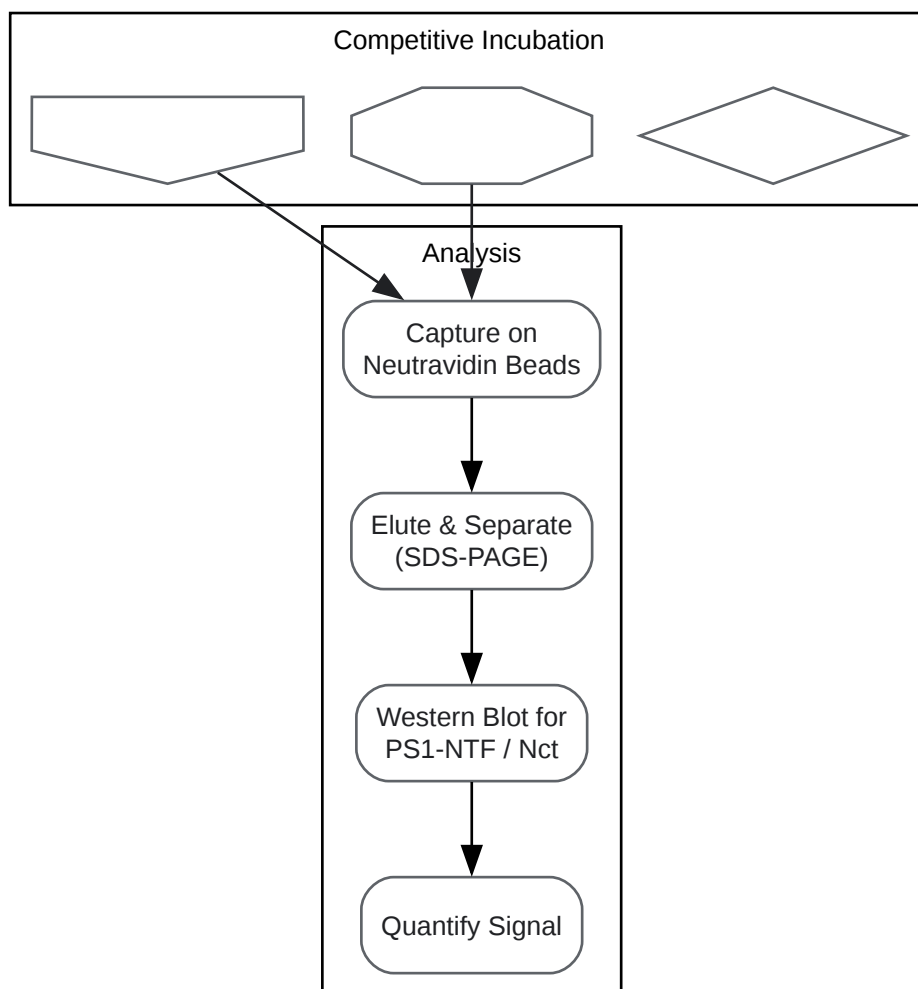 Competitive Incubation
Analysis
Capture on
Neutravidin Beads
Elute & Separate
(SDS-PAGE)
Western Blot for
PS1-NTF / Nct
Quantify Signal